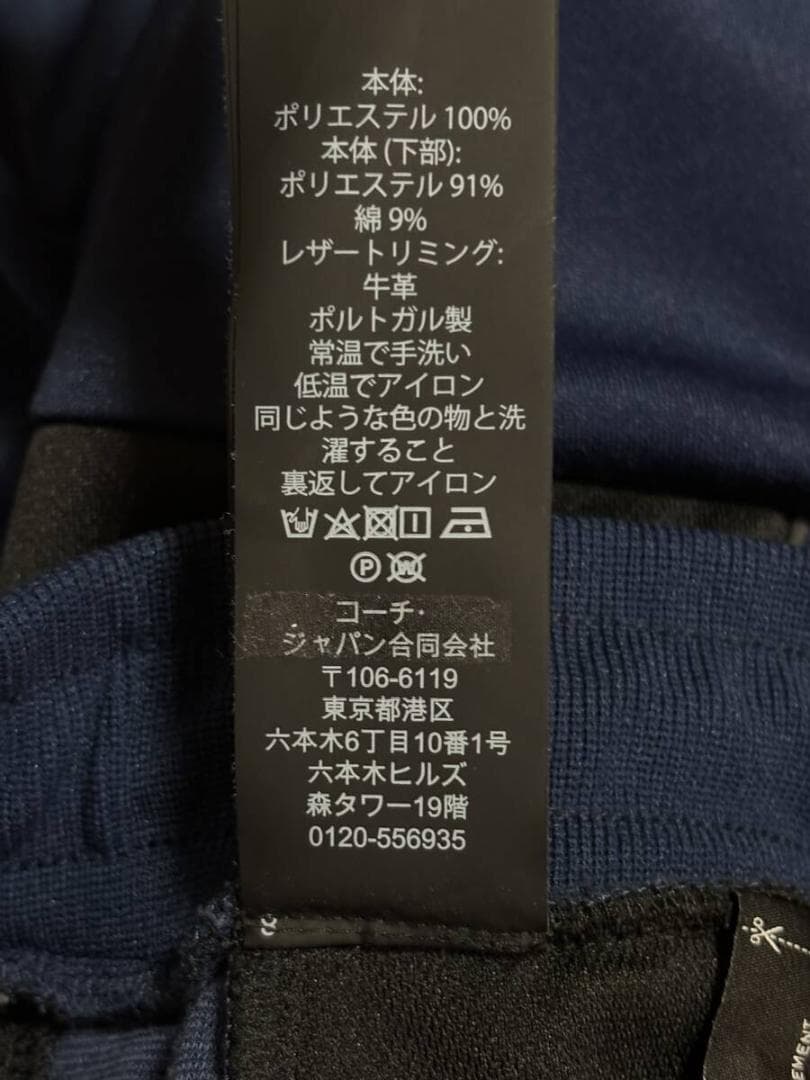 本体:
ポリエステル 100%
本体 (下部):
ポリエステル 91%
綿 9%
レザートリミング:
牛革
ポルトガル製
常温で手洗い
低温でアイロン
同じような色の物と洗
濯すること
裏返してアイロン
P W
コーチ・
ジャパン合同会社
〒106-6119
東京都港区
六本木6丁目10番1号
六本木ヒルズ
森タワー19階
0120-556935
EMENT